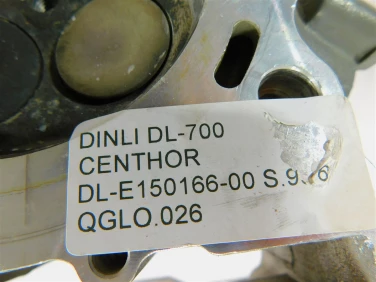 DINLI DL-700
CENTHOR
DL-E150166-00
QGLO.026